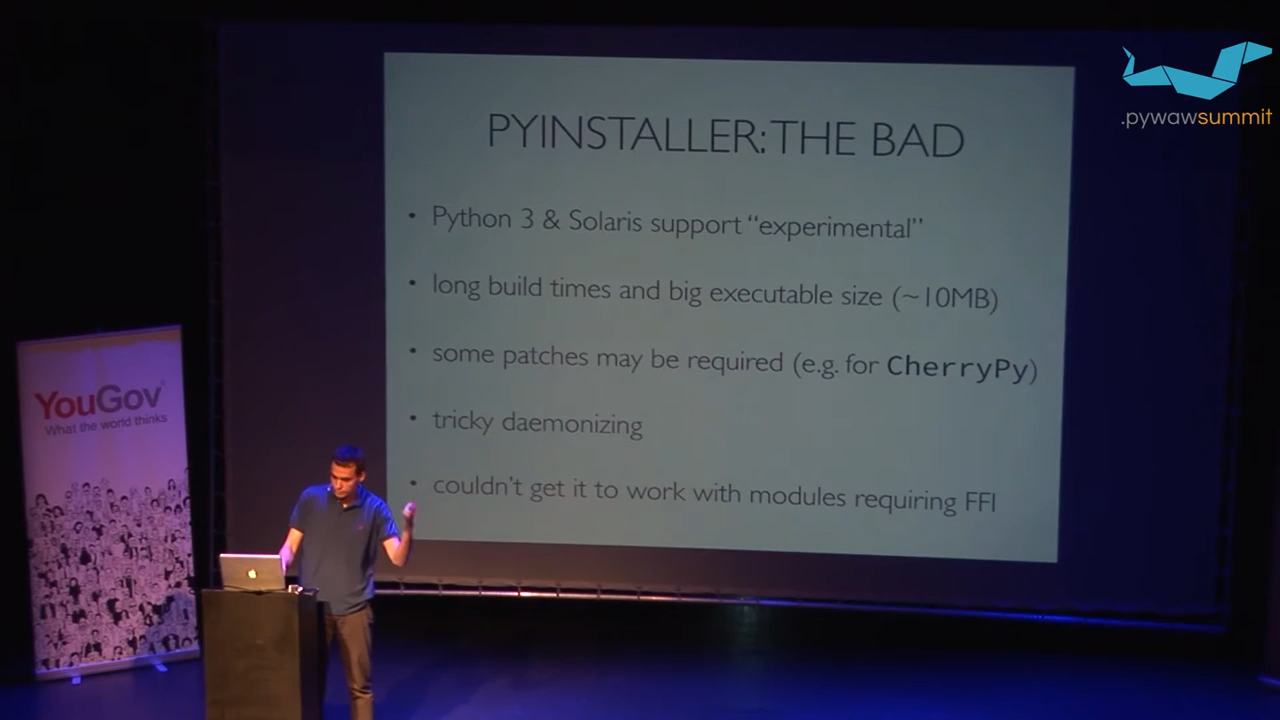 .pywawsummit
PYINSTALLER: THE BAD
• Python 3 & Solaris support “experimental”
• long build times and big executable size (~10MB)
• some patches may be required (e.g. for CherryPy)
• tricky daemonizing
• couldn’t get it to work with modules requiring FFI
YouGov
What the world thinks